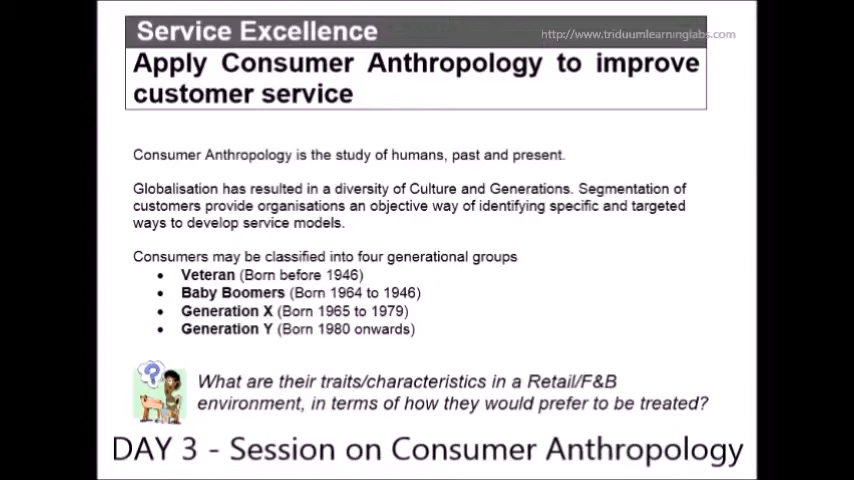 Service Excellence
http://www.triduumlearninglabs.com
Apply Consumer Anthropology to improve
customer service
Consumer Anthropology is the study of humans, past and present.
Globalisation has resulted in a diversity of Culture and Generations. Segmentation of
customers provide organisations an objective way of identifying specific and targeted
ways to develop service models.
Consumers may be classified into four generational groups
• Veteran (Born before 1946)
• Baby Boomers (Born 1964 to 1946)
• Generation X (Born 1965 to 1979)
• Generation Y (Born 1980 onwards)
?
What are their traits/characteristics in a Retail/F&B
environment, in terms of how they would prefer to be treated?
DAY 3 - Session on Consumer Anthropology